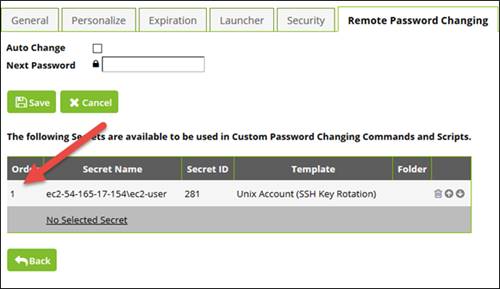 General Personalize Expiration Launcher Security Remote Password Changing
Auto Change
Next Password
Save Cancel
The following Secrets are available to be used in Custom Password Changing Commands and Scripts.
Secret Name Secret ID Template Folder
1 ec2-54-165-17-154\ec2-user 281 Unix Account (SSH Key Rotation)
No Selected Secret
Back